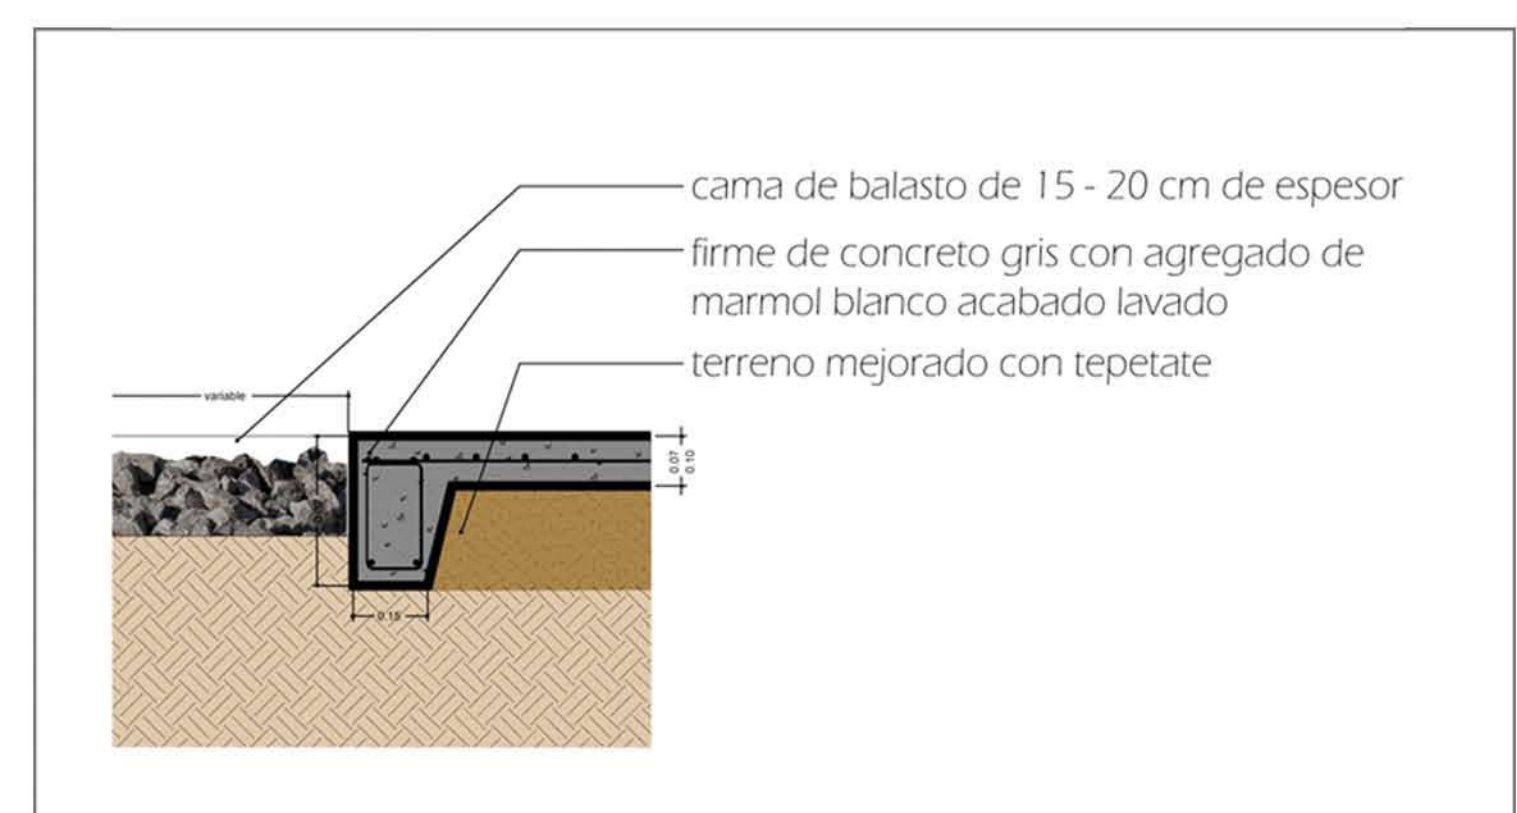 cama de balasto de 15 - 20 cm de espesor
firme de concreto gris con agregado de
marmol blanco acabado lavado
terreno mejorado con tepetate
variable
0.07
0.10
0.15